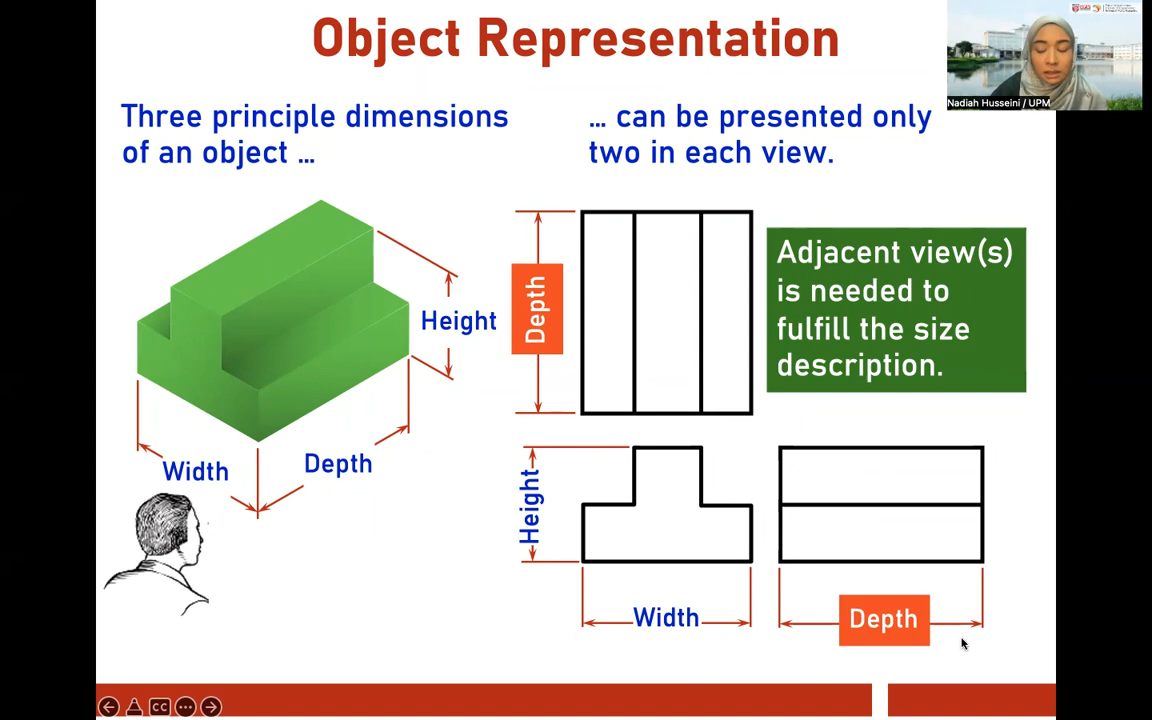 Object Representation
Nadiah Husseini / UPM
Three principle dimensions
of an object ...
... can be presented only
two in each view.
Height
Width
Depth
Depth
Adjacent view(s)
is needed to
fulfill the size
description.
Height
Width
Depth
CC